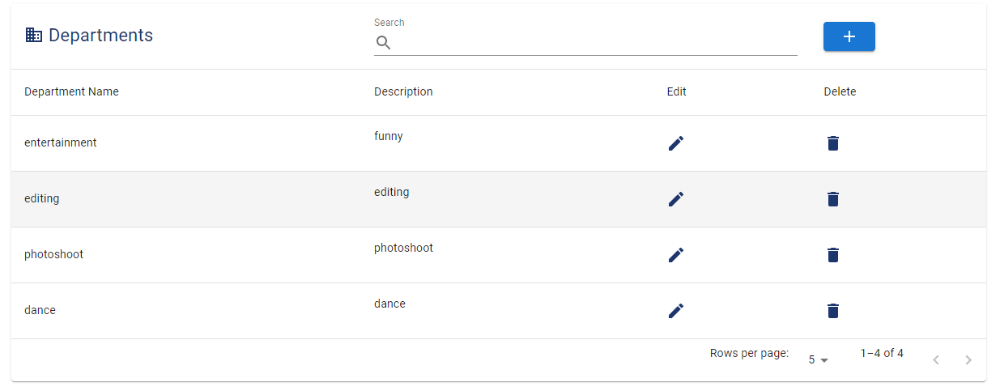 Departments
Search
Department Name Description Edit Delete
entertainment funny
editing editing
photoshoot photoshoot
dance dance
Rows per page: 5 1–4 of 4